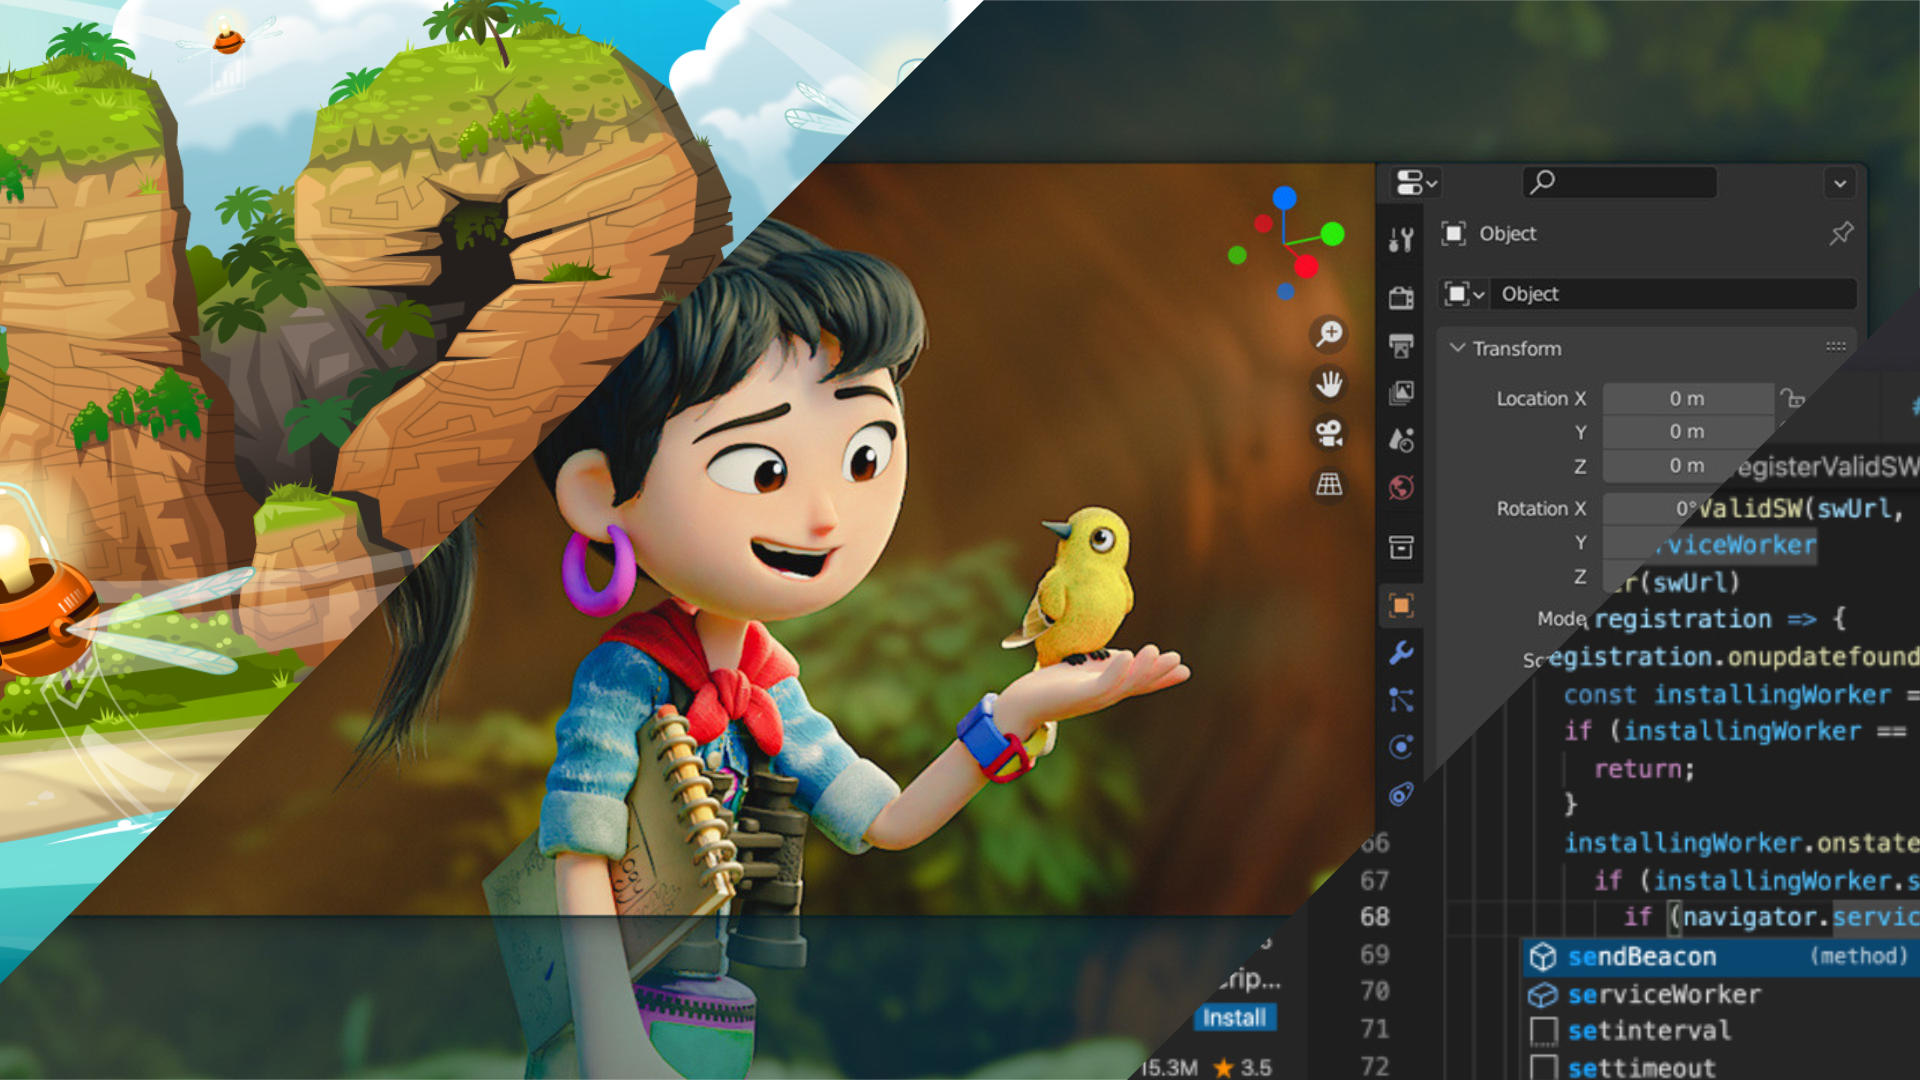 Object
Object
Transform
Location X 0 m
Y 0 m
Z 0 m
Rotation X 0°
Y
Z
Mode
egisterValidSW
ValidSW(swUrl,
rviceWorker
er(swUrl)
registration => {
egistration.onupdatefound
const installingWorker =
if (installingWorker ==
return;
}
installingWorker.onstate
66
67 if (installingWorker.s
68 if (navigator.servic
69
70
71
72
sendBeacon (method)
serviceWorker
setinterval
settimeout
rip...
Install
15.3M ★ 3.5